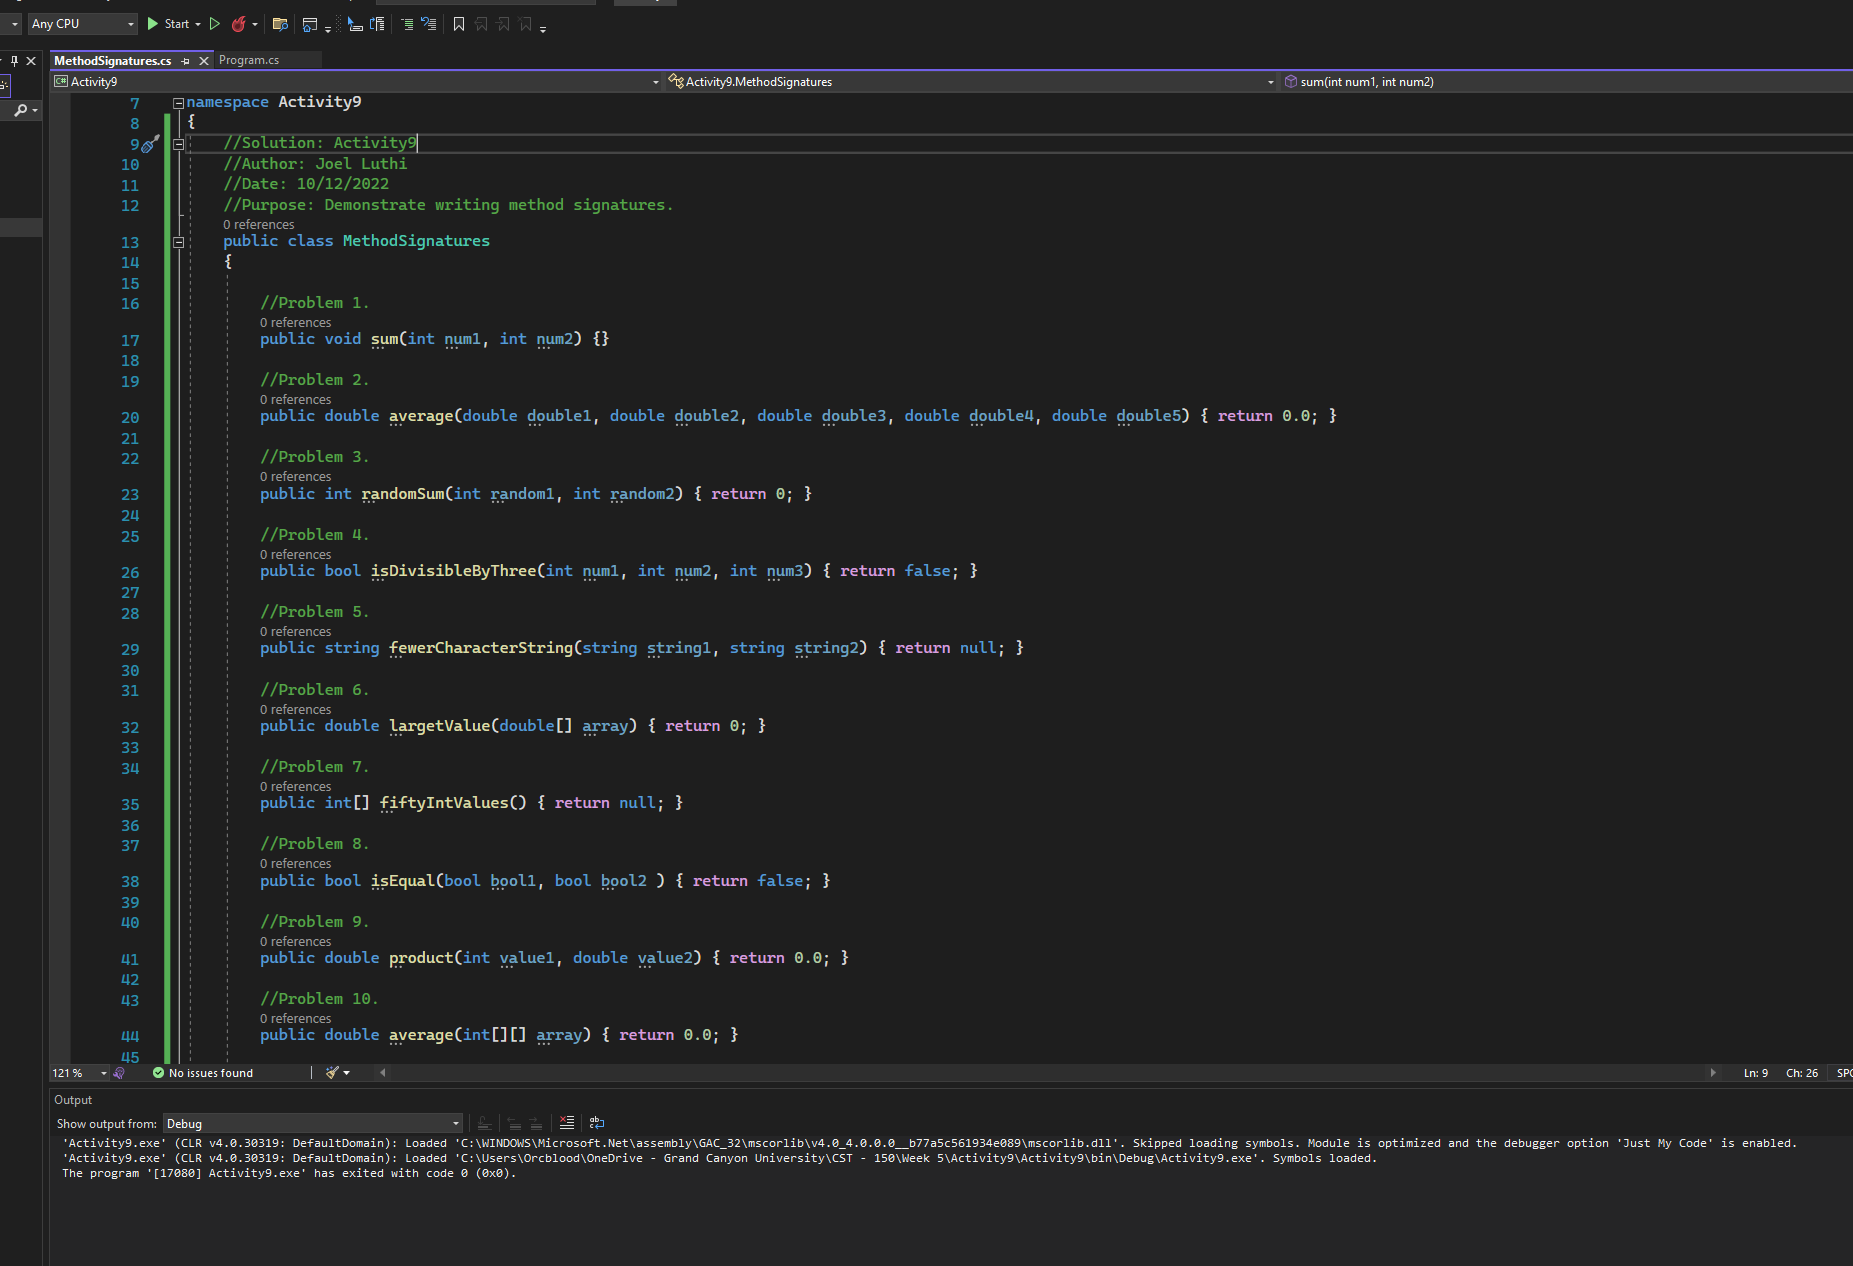 Any CPU Start
MethodSignatures.cs Program.cs
C# Activity9 Activity9.MethodSignatures sum(int num1, int num2)
7 namespace Activity9
8 {
9 //Solution: Activity9
10 //Author: Joel Luthi
11 //Date: 10/12/2022
12 //Purpose: Demonstrate writing method signatures.
0 references
13 public class MethodSignatures
14 {
15
16 //Problem 1.
0 references
17 public void sum(int num1, int num2) {}
18
19 //Problem 2.
0 references
20 public double average(double double1, double double2, double double3, double double4, double double5) { return 0.0; }
21
22 //Problem 3.
0 references
23 public int randomSum(int random1, int random2) { return 0; }
24
25 //Problem 4.
0 references
26 public bool isDivisibleByThree(int num1, int num2, int num3) { return false; }
27
28 //Problem 5.
0 references
29 public string fewerCharacterString(string string1, string string2) { return null; }
30
31 //Problem 6.
0 references
32 public double largetValue(double[] array) { return 0; }
33
34 //Problem 7.
0 references
35 public int[] fiftyIntValues() { return null; }
36
37 //Problem 8.
0 references
38 public bool isEqual(bool bool1, bool bool2 ) { return false; }
39
40 //Problem 9.
0 references
41 public double product(int value1, double value2) { return 0.0; }
42
43 //Problem 10.
0 references
44 public double average(int[][] array) { return 0.0; }
45
121 % No issues found Ln: 9 Ch: 26 SPC
Output
Show output from: Debug
'Activity9.exe' (CLR v4.0.30319: DefaultDomain): Loaded 'C:\WINDOWS\Microsoft.Net\assembly\GAC_32\mscorlib\v4.0_4.0.0.0__b77a5c561934e089\mscorlib.dll'. Skipped loading symbols. Module is optimized and the debugger option 'Just My Code' is enabled.
'Activity9.exe' (CLR v4.0.30319: DefaultDomain): Loaded 'C:\Users\Orcblood\OneDrive - Grand Canyon University\CST - 150\Week 5\Activity9\Activity9\bin\Debug\Activity9.exe'. Symbols loaded.
The program '[17080] Activity9.exe' has exited with code 0 (0x0).